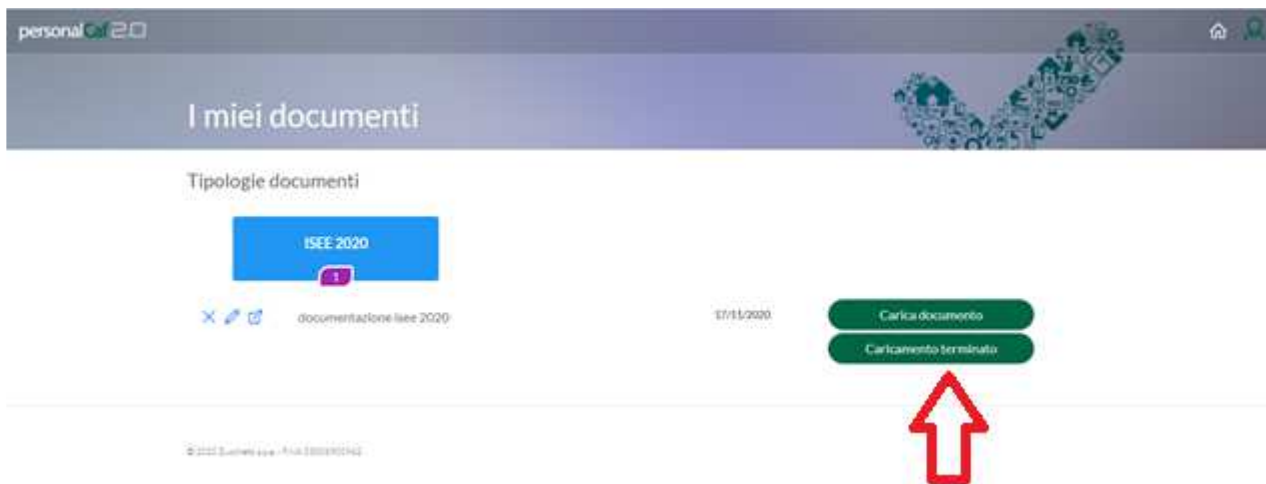 personalCaf 2.0
I miei documenti
Tipologie documenti
ISEE 2020
1
documentazione isee 2020
17/11/2020
Carica documento
Caricamento terminato